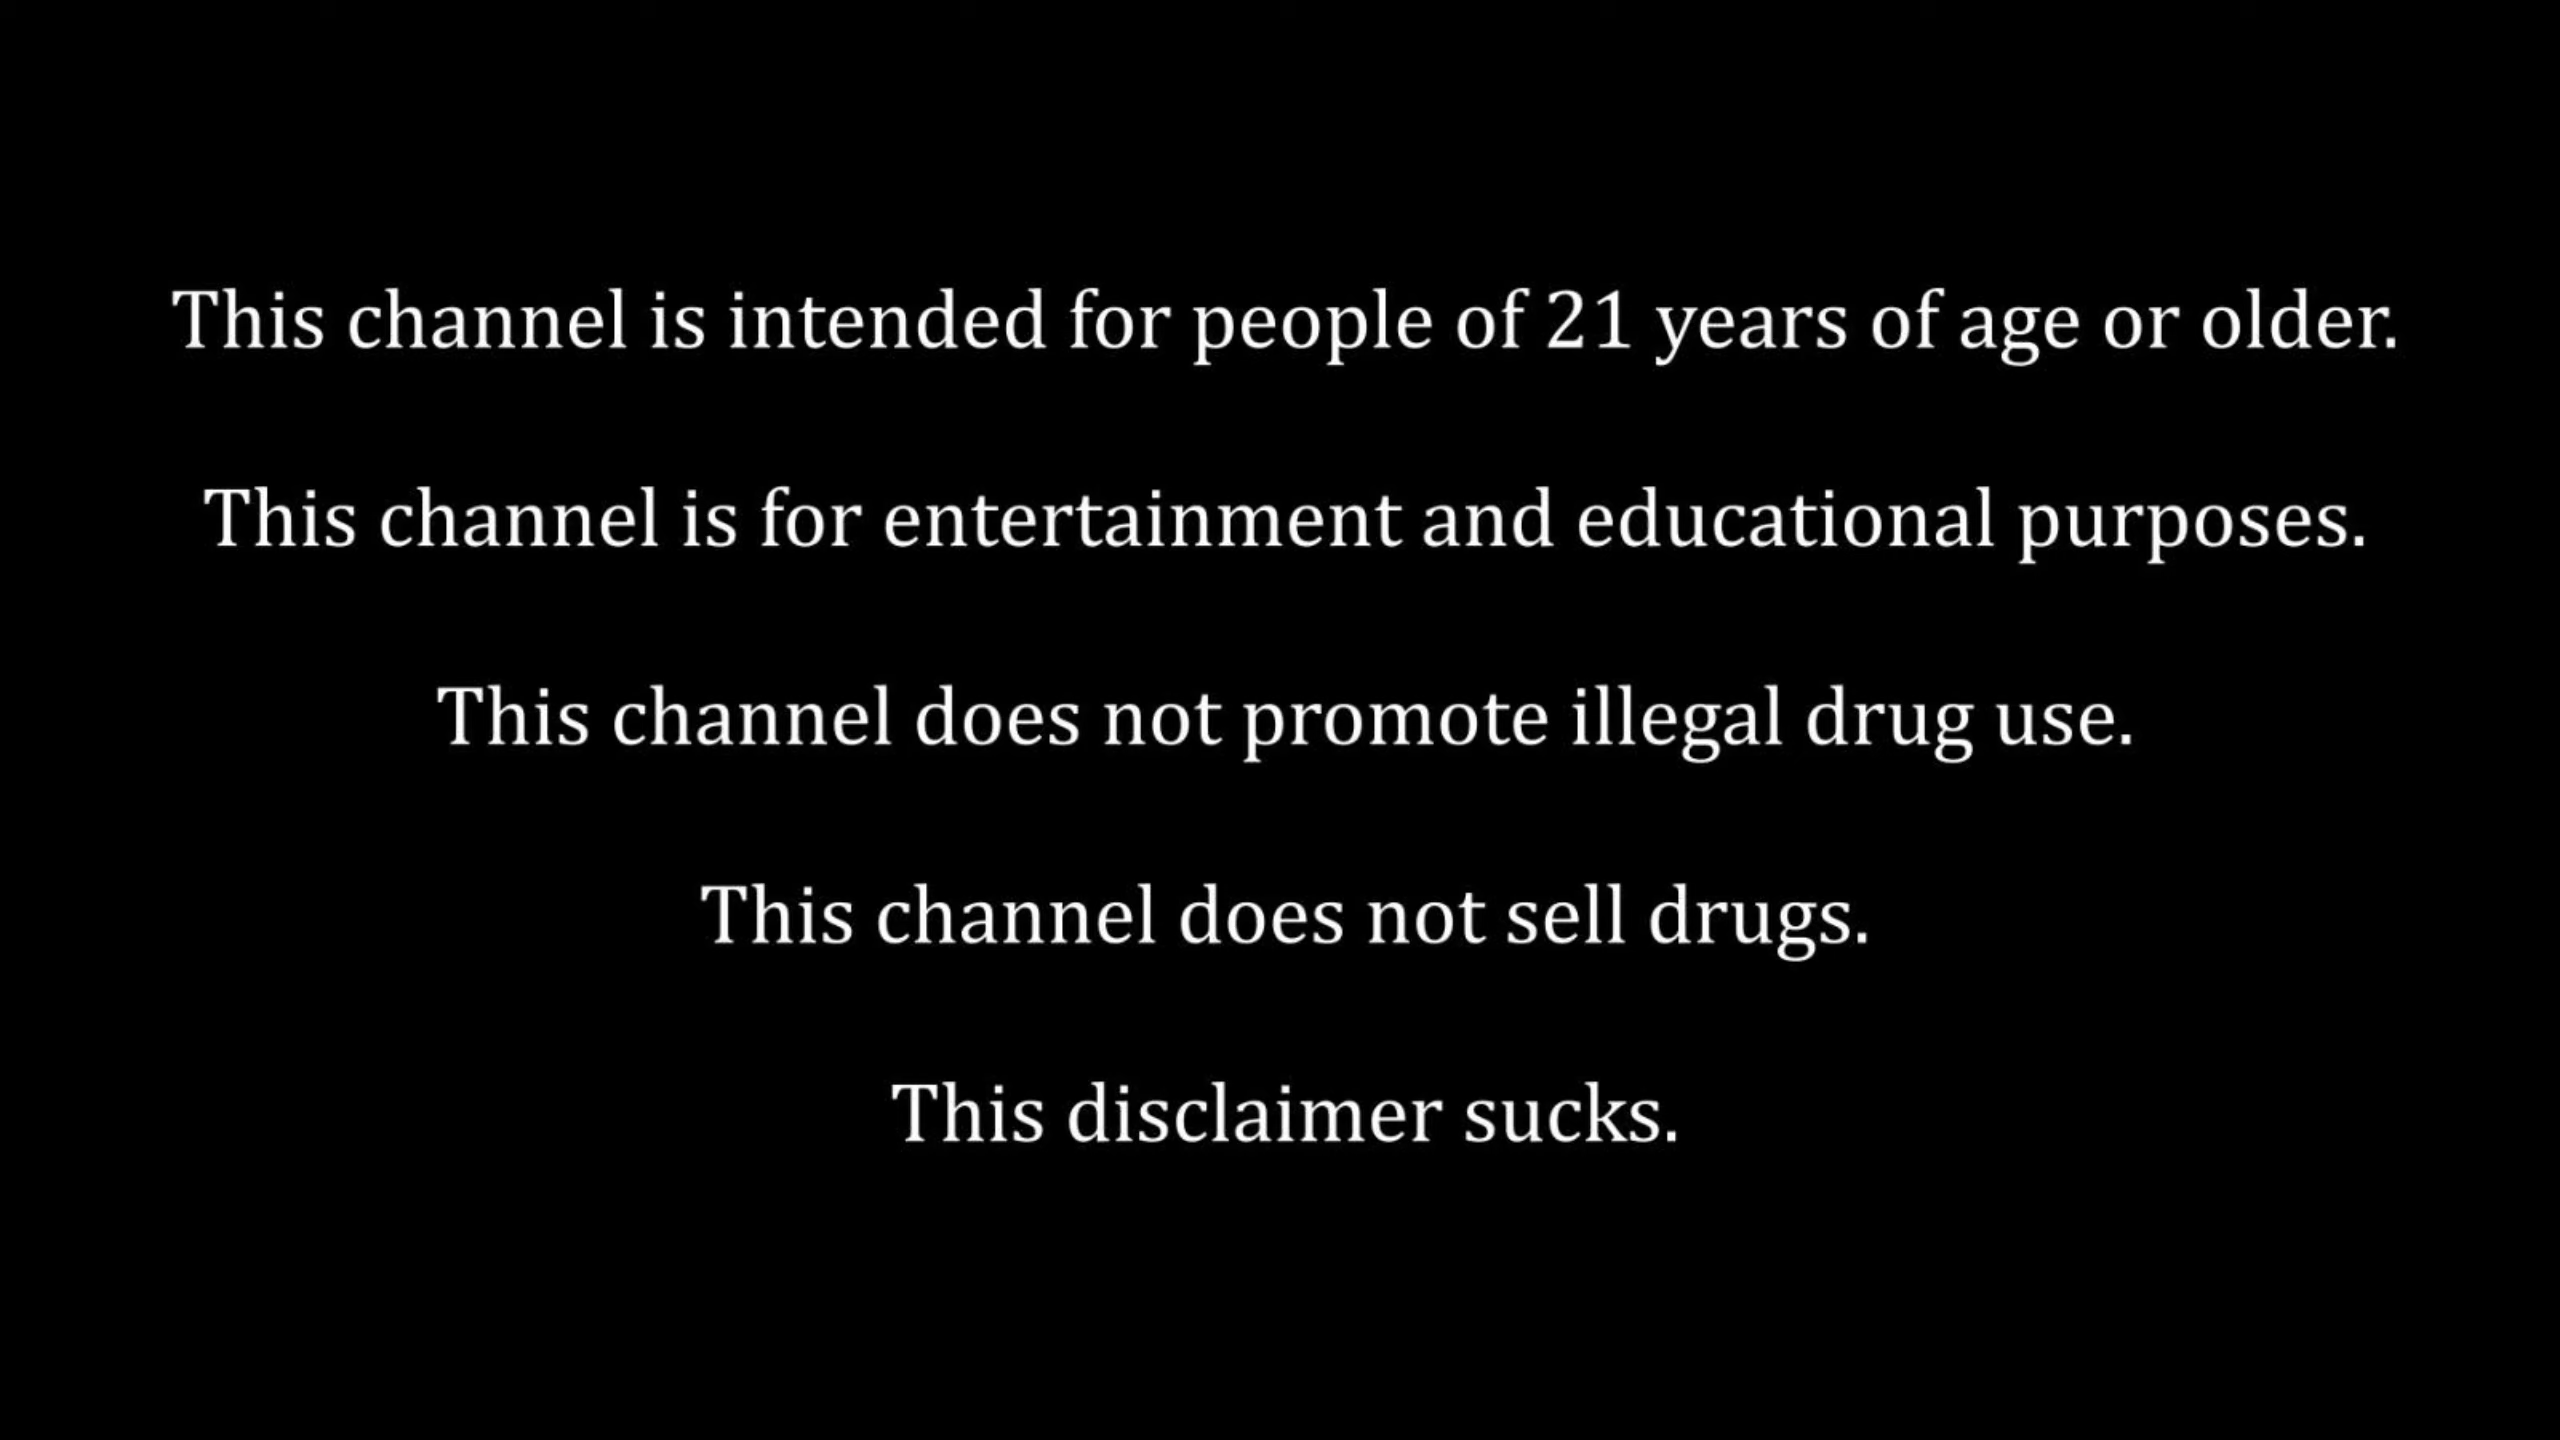 This channel is intended for people of 21 years of age or older.
This channel is for entertainment and educational purposes.
This channel does not promote illegal drug use.
This channel does not sell drugs.
This disclaimer sucks.